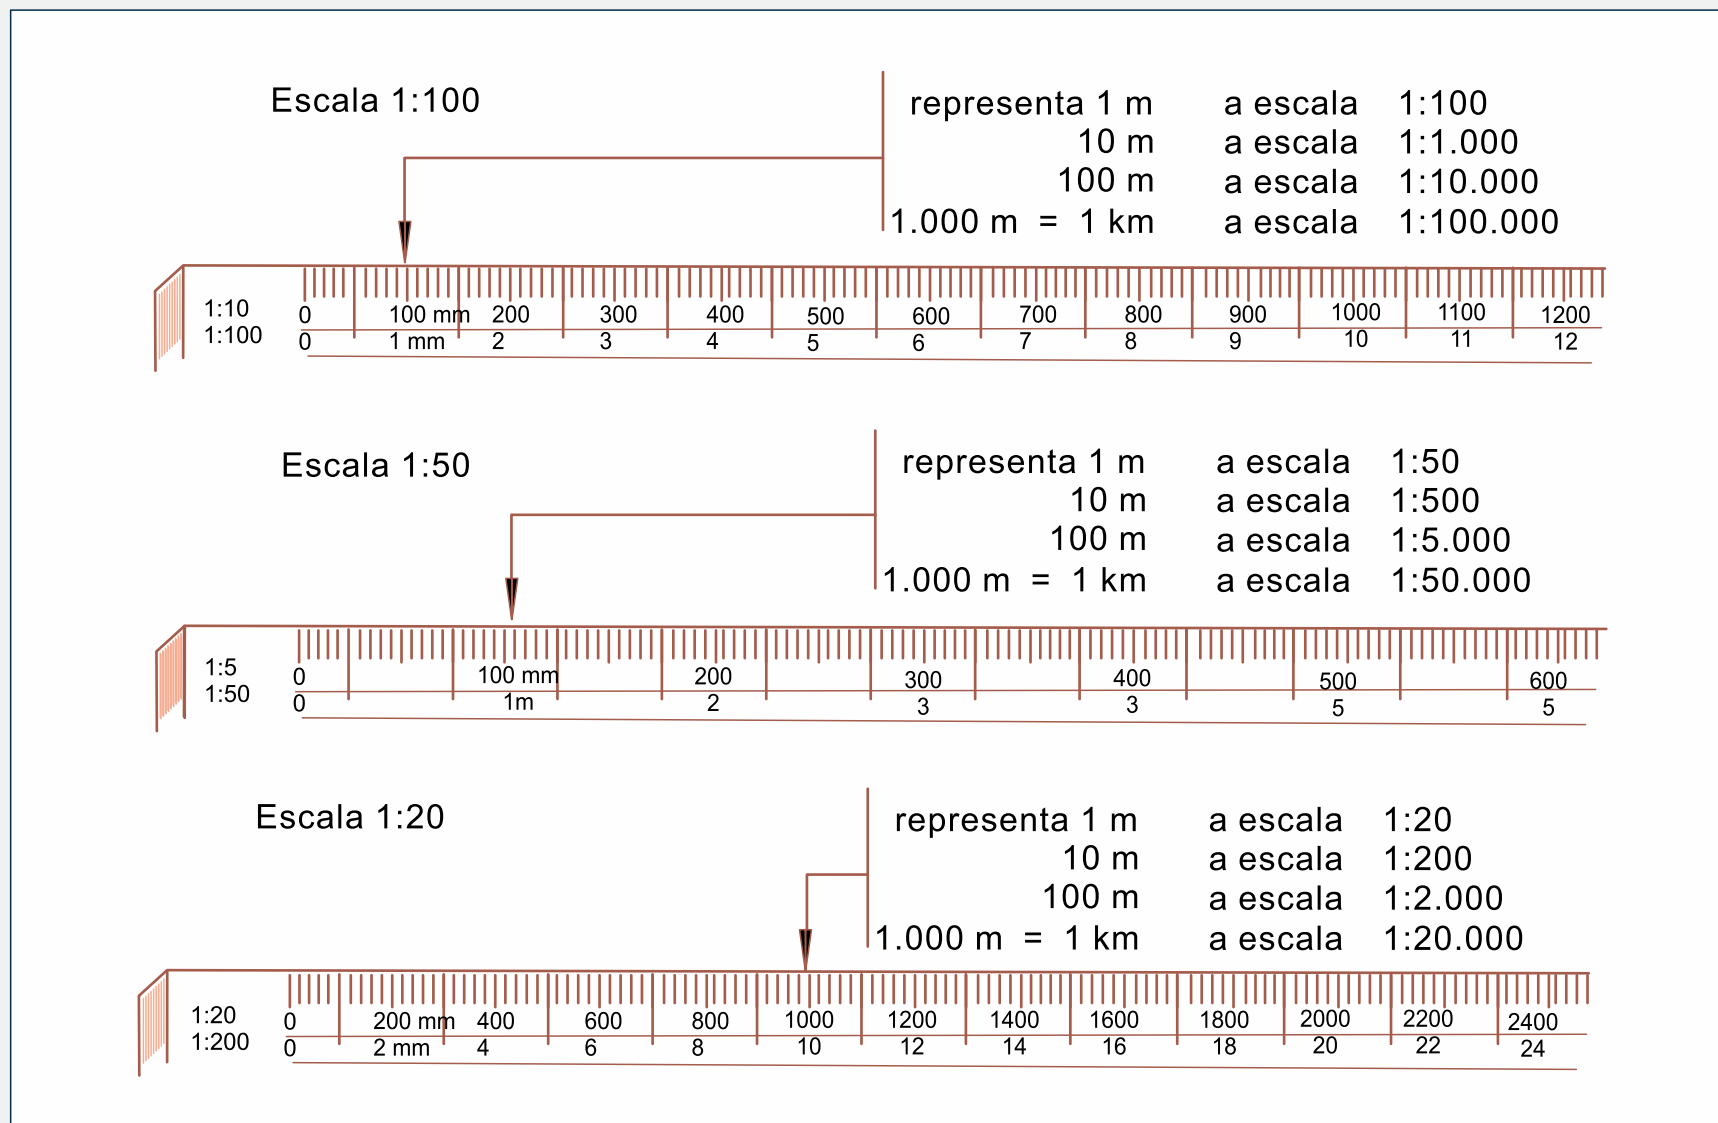 Escala 1:100
representa 1 m a escala 1:100
10 m a escala 1:1.000
100 m a escala 1:10.000
1.000 m = 1 km a escala 1:100.000
1:10 0 100 mm 200 300 400 500 600 700 800 900 1000 1100 1200
1:100 0 1 mm 2 3 4 5 6 7 8 9 10 11 12
Escala 1:50
representa 1 m a escala 1:50
10 m a escala 1:500
100 m a escala 1:5.000
1.000 m = 1 km a escala 1:50.000
1:5 0 100 mm 200 300 400 500 600
1:50 0 1m 2 3 3 5 5
Escala 1:20
representa 1 m a escala 1:20
10 m a escala 1:200
100 m a escala 1:2.000
1.000 m = 1 km a escala 1:20.000
1:20 0 200 mm 400 600 800 1000 1200 1400 1600 1800 2000 2200 2400
1:200 0 2 mm 4 6 8 10 12 14 16 18 20 22 24